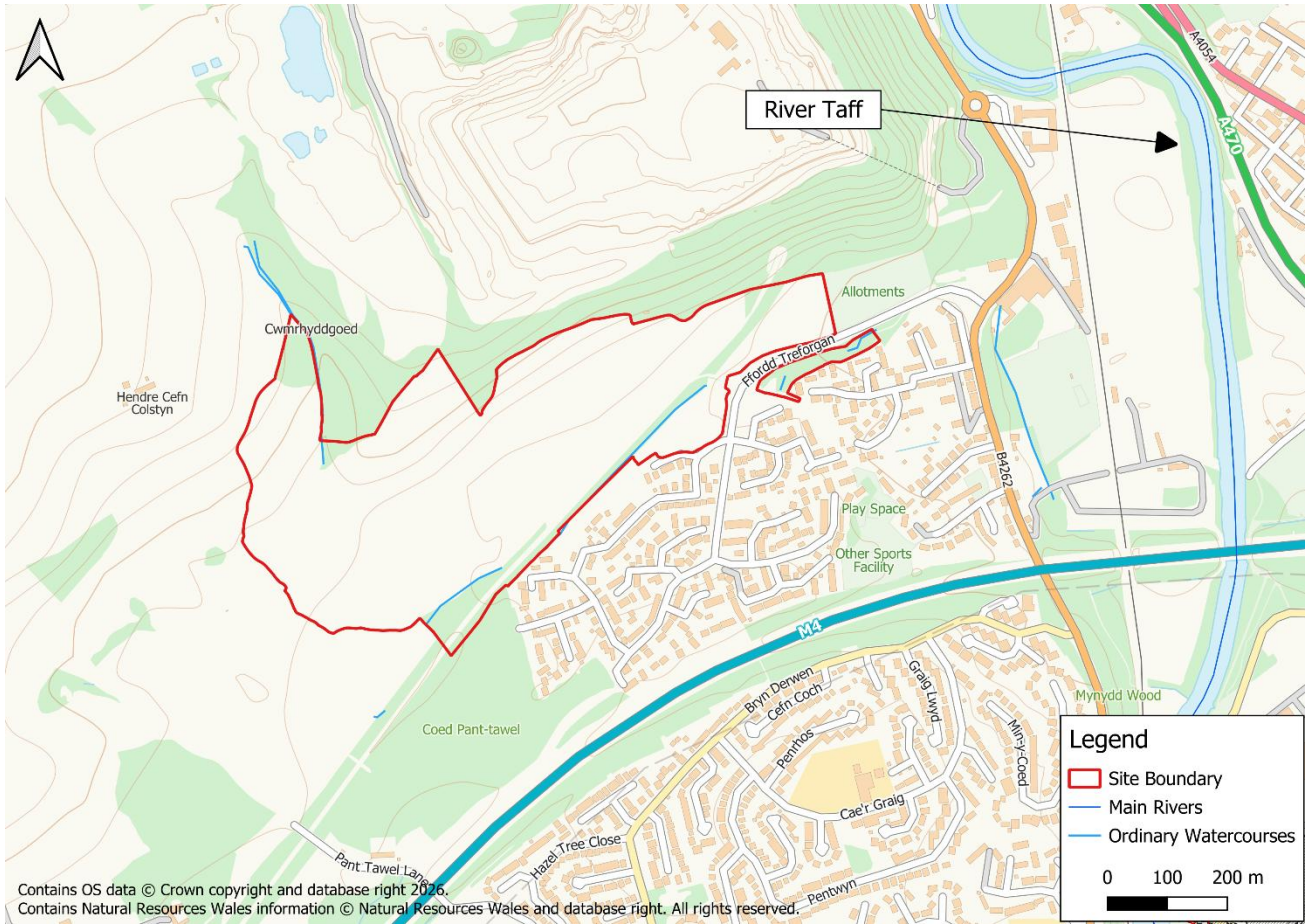 A4054
A470
River Taff
Allotments
Cwmrhyddgoed
Ffordd Treforgan
Hendre Cefn
Colstyn
B4262
Play Space
Other Sports
Facility
M4
Bryn Derwen
Cefn Coch
Graig Lwyd
Mynydd Wood
Penrhos
Min-y-Coed
Coed Pant-tawel
Cae'r Graig
Hazel Tree Close
Pant Tawel Lane
Pentwyn
Legend
Site Boundary
Main Rivers
Ordinary Watercourses
0 100 200 m
Contains OS data © Crown copyright and database right 2026.
Contains Natural Resources Wales information © Natural Resources Wales and database right. All rights reserved.